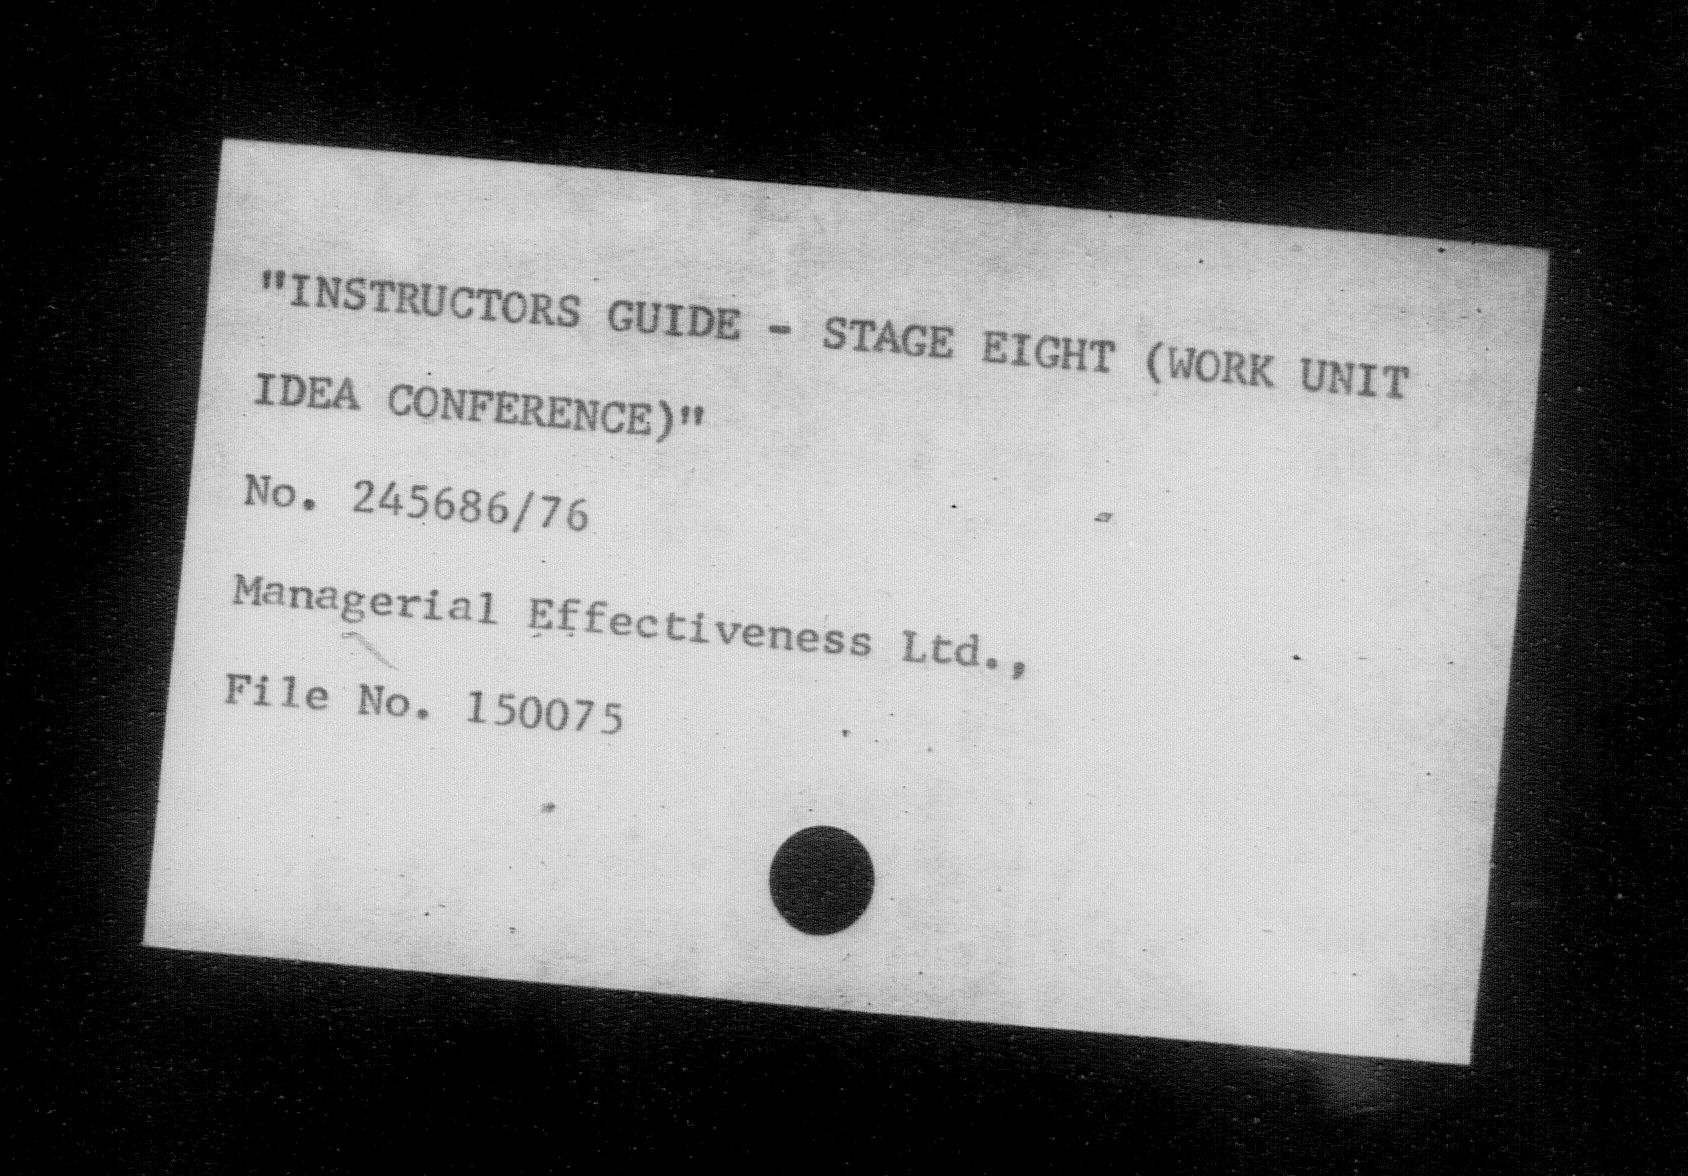 "INSTRUCTORS GUIDE - STAGE EIGHT (WORK UNIT
IDEA CONFERENCE)"
No. 245686/76
Managerial Effectiveness Ltd.,
File No. 150075